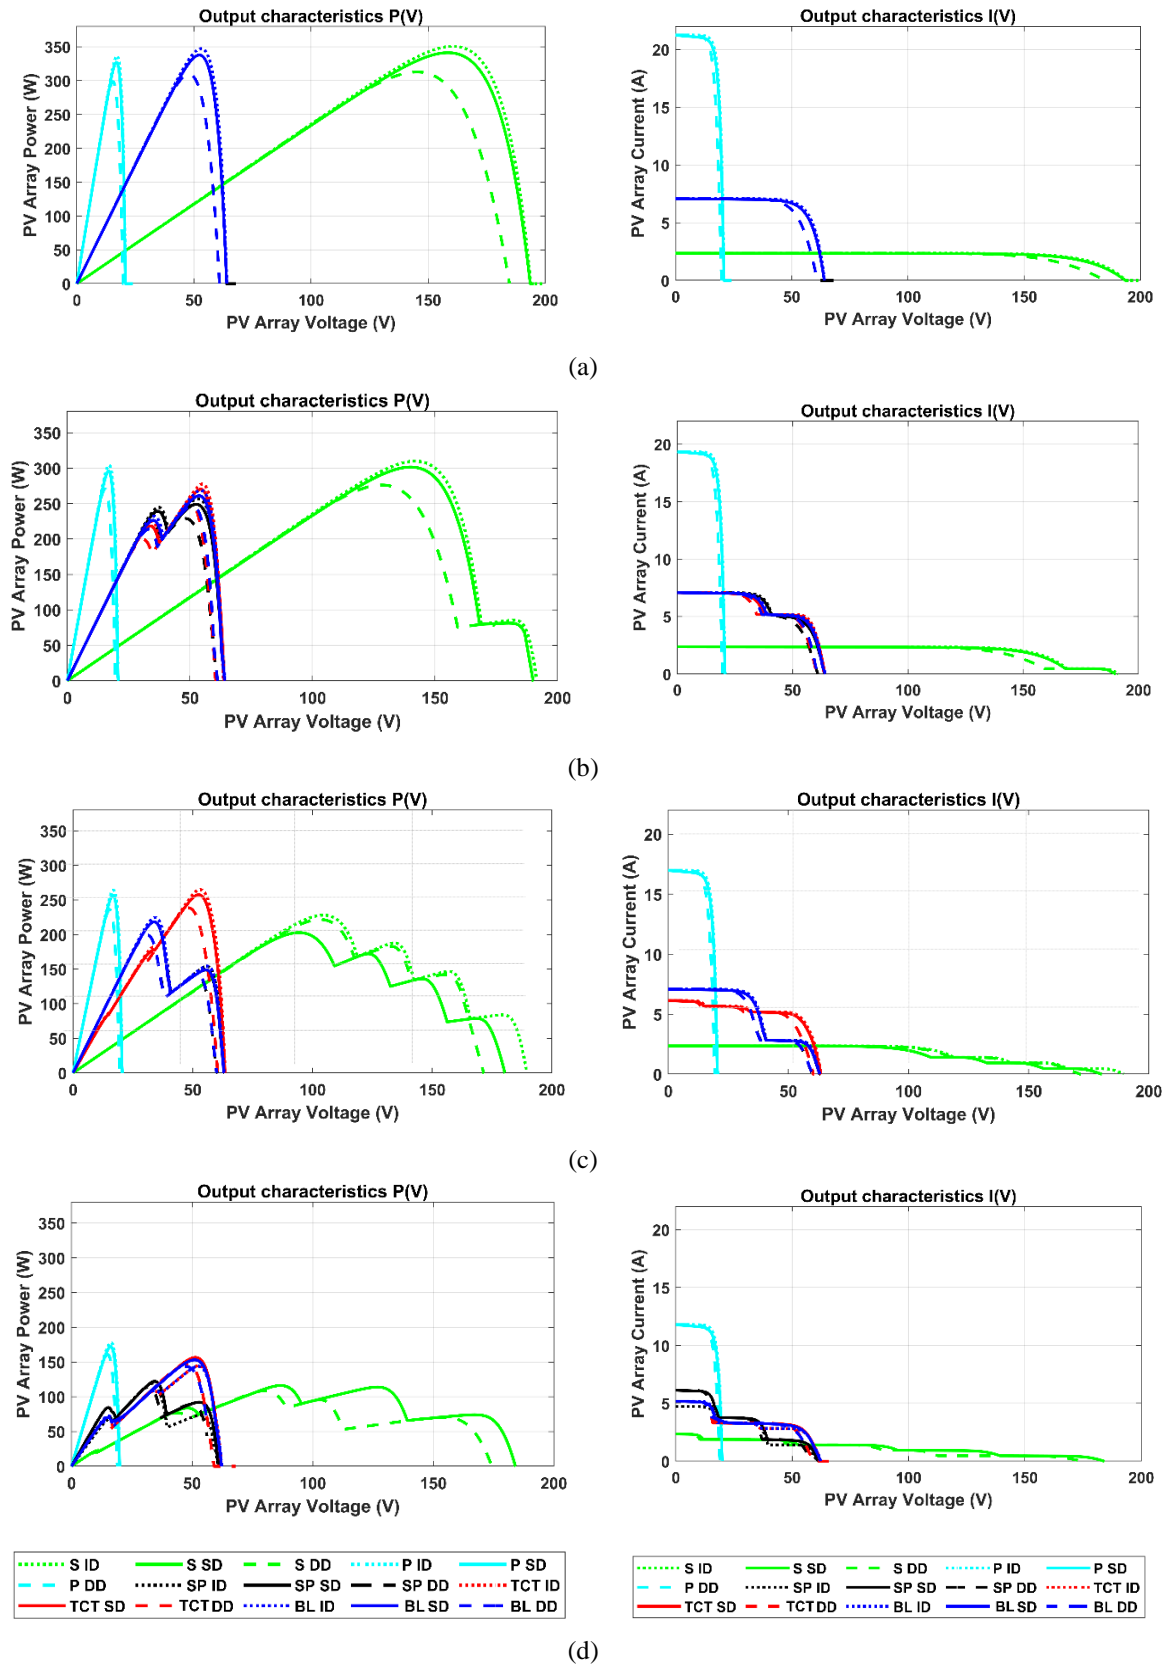 Output characteristics P(V)
PV Array Power (W)
350
300
250
200
150
100
50
0
0 50 100 150 200
PV Array Voltage (V)
Output characteristics I(V)
PV Array Current (A)
20
15
10
5
0
0 50 100 150 200
PV Array Voltage (V)
(a)
Output characteristics P(V)
PV Array Power (W)
350
300
250
200
150
100
50
0
0 50 100 150 200
PV Array Voltage (V)
Output characteristics I(V)
PV Array Current (A)
20
15
10
5
0
0 50 100 150 200
PV Array Voltage (V)
(b)
Output characteristics P(V)
PV Array Power (W)
350
300
250
200
150
100
50
0
0 50 100 150 200
PV Array Voltage (V)
Output characteristics I(V)
PV Array Current (A)
20
15
10
5
0
0 50 100 150 200
PV Array Voltage (V)
(c)
Output characteristics P(V)
PV Array Power (W)
350
300
250
200
150
100
50
0
0 50 100 150 200
PV Array Voltage (V)
Output characteristics I(V)
PV Array Current (A)
20
15
10
5
0
0 50 100 150 200
PV Array Voltage (V)
S ID S SD S DD P ID P SD
P DD SP ID SP SD SP DD TCT ID
TCT SD TCT DD BL ID BL SD BL DD
S ID S SD S DD P ID P SD
P DD SP ID SP SD SP DD TCT ID
TCT SD TCT DD BL ID BL SD BL DD
(d)